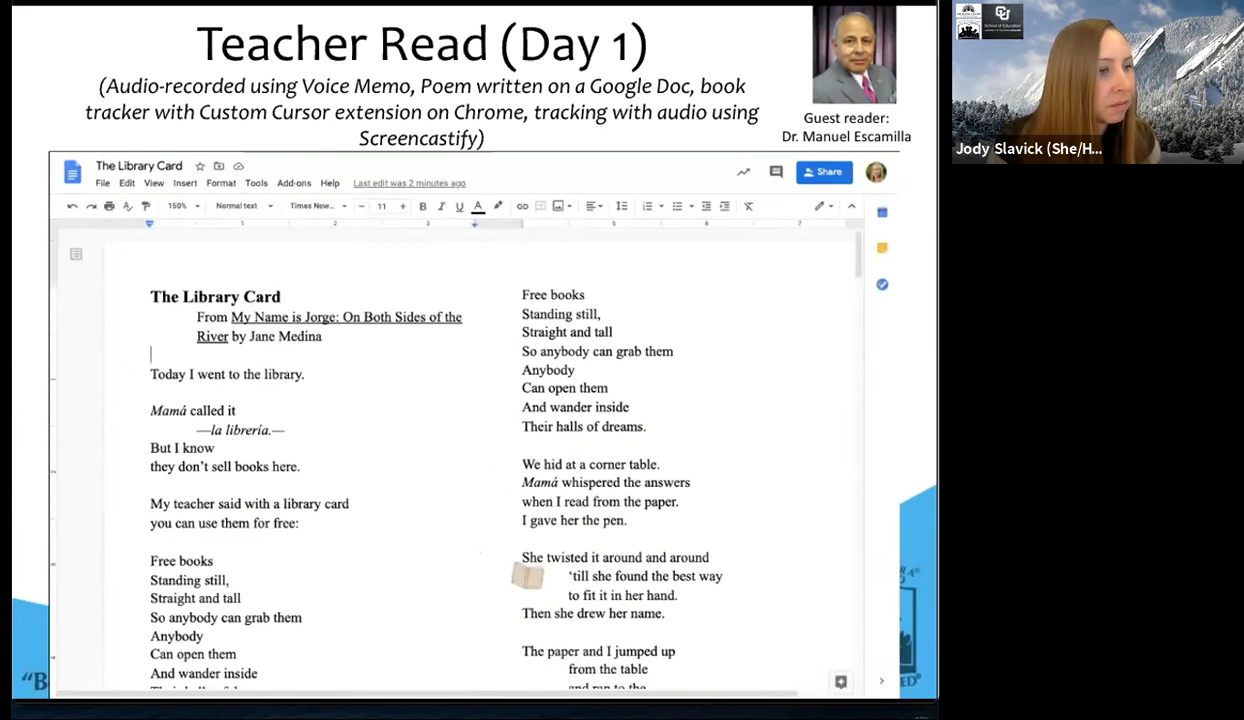 Teacher Read (Day 1)
(Audio-recorded using Voice Memo, Poem written on a Google Doc, book
tracker with Custom Cursor extension on Chrome, tracking with audio using
Screencastify)
Guest reader:
Dr. Manuel Escamilla
Jody Slavick (She/H...
The Library Card
File Edit View Insert Format Tools Add-ons Help Last edit was 2 minutes ago
Share
150% Normal text Times New... 11
The Library Card
From My Name is Jorge: On Both Sides of the
River by Jane Medina
Today I went to the library.
Mamá called it
—la librería.—
But I know
they don't sell books here.
My teacher said with a library card
you can use them for free:
Free books
Standing still,
Straight and tall
So anybody can grab them
Anybody
Can open them
And wander inside
Free books
Standing still,
Straight and tall
So anybody can grab them
Anybody
Can open them
And wander inside
Their halls of dreams.
We hid at a corner table.
Mamá whispered the answers
when I read from the paper.
I gave her the pen.
She twisted it around and around
‘till she found the best way
to fit it in her hand.
Then she drew her name.
The paper and I jumped up
from the table
and ran to the
"B